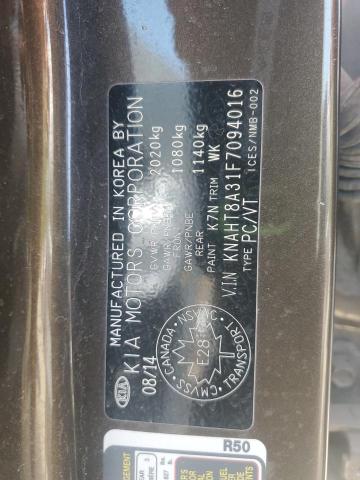 MANUFACTURED IN KOREA BY
KIA MOTORS CORPORATION
08/14
GVWR/ 2020kg
GAWR/PNBE
FRONT 1080kg
GAWR/PNBE
REAR 1140kg
PAINT K7N TRIM WK
VIN KNAHT8A31F7094016
TYPE PC/VT
ICES/NMB-002
KIA
CANADA
CMVSS · NSVAC
TRANSPORT
E28
R50